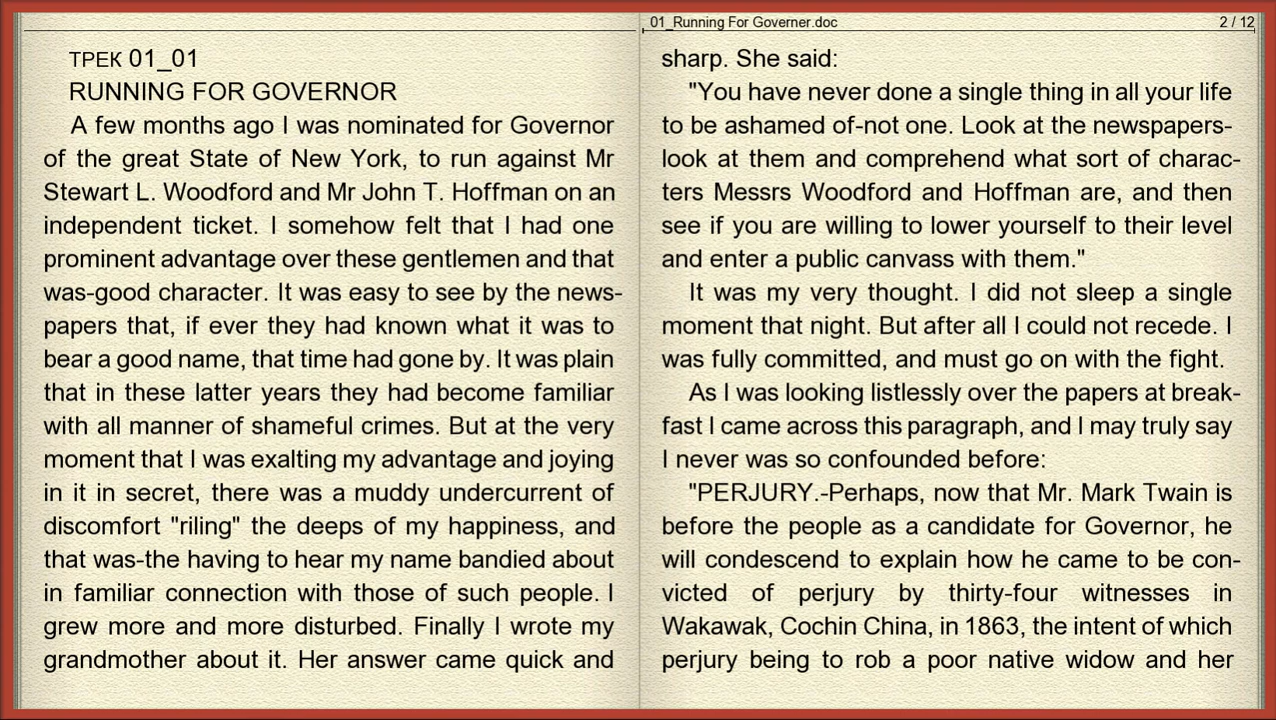 ТРЕК 01_01
RUNNING FOR GOVERNOR
A few months ago I was nominated for Governor
of the great State of New York, to run against Mr
Stewart L. Woodford and Mr John T. Hoffman on an
independent ticket. I somehow felt that I had one
prominent advantage over these gentlemen and that
was-good character. It was easy to see by the news-
papers that, if ever they had known what it was to
bear a good name, that time had gone by. It was plain
that in these latter years they had become familiar
with all manner of shameful crimes. But at the very
moment that I was exalting my advantage and joying
in it in secret, there was a muddy undercurrent of
discomfort "riling" the deeps of my happiness, and
that was-the having to hear my name bandied about
in familiar connection with those of such people. I
grew more and more disturbed. Finally I wrote my
grandmother about it. Her answer came quick and
01_Running For Governer.doc 2 / 12
sharp. She said:
"You have never done a single thing in all your life
to be ashamed of-not one. Look at the newspapers-
look at them and comprehend what sort of charac-
ters Messrs Woodford and Hoffman are, and then
see if you are willing to lower yourself to their level
and enter a public canvass with them."
It was my very thought. I did not sleep a single
moment that night. But after all I could not recede. I
was fully committed, and must go on with the fight.
As I was looking listlessly over the papers at break-
fast I came across this paragraph, and I may truly say
I never was so confounded before:
"PERJURY.-Perhaps, now that Mr. Mark Twain is
before the people as a candidate for Governor, he
will condescend to explain how he came to be con-
victed of perjury by thirty-four witnesses in
Wakawak, Cochin China, in 1863, the intent of which
perjury being to rob a poor native widow and her